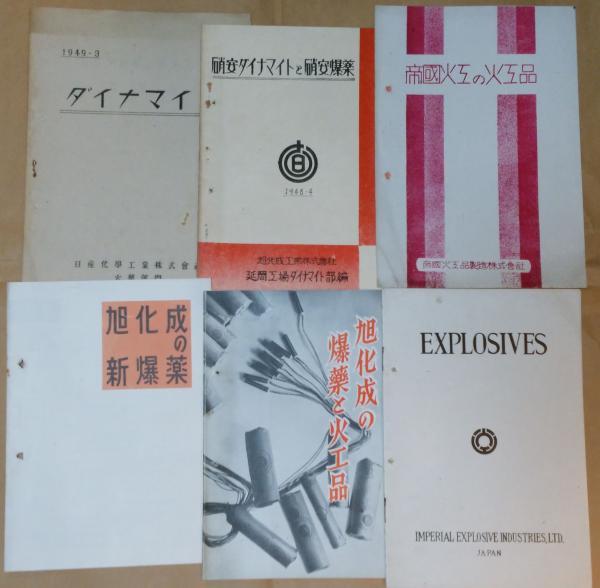 1949-3
ダイナマイ
日産化學工業株式會
硝安ダイナマイトと硝安爆薬
日
1948-4
旭化成工業株式會社
延岡工場ダイナマイト部編
帝國火工の火工品
帝國火工品製造株式會社
旭化成の
新爆薬
旭化成の
爆薬と火工品
EXPLOSIVES
IMPERIAL EXPLOSIVE INDUSTRIES, LTD.
JAPAN